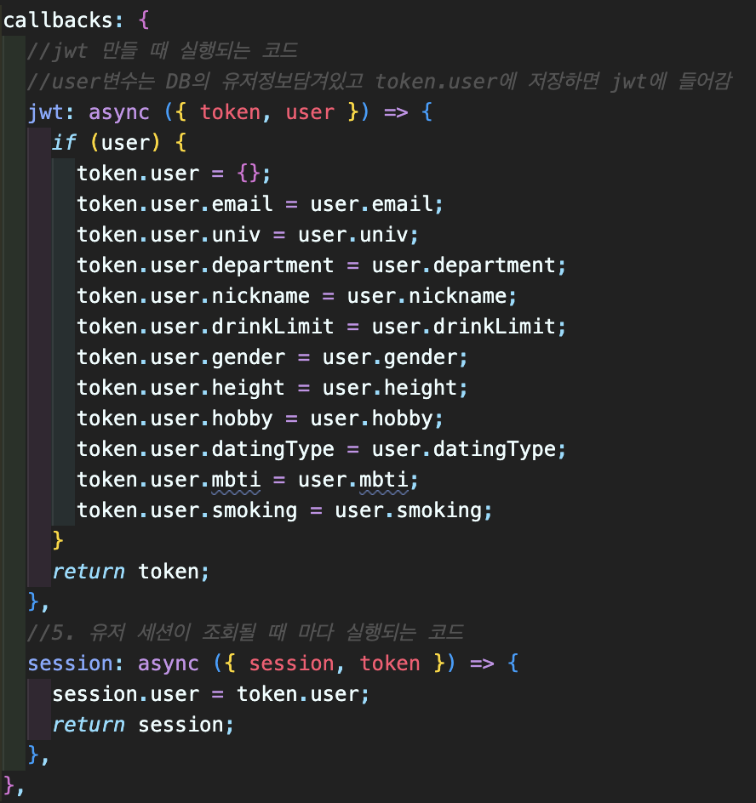 callbacks: {
//jwt 만들 때 실행되는 코드
//user변수는 DB의 유저정보담겨있고 token.user에 저장하면 jwt에 들어감
jwt: async ({ token, user }) => {
if (user) {
token.user = {};
token.user.email = user.email;
token.user.univ = user.univ;
token.user.department = user.department;
token.user.nickname = user.nickname;
token.user.drinkLimit = user.drinkLimit;
token.user.gender = user.gender;
token.user.height = user.height;
token.user.hobby = user.hobby;
token.user.datingType = user.datingType;
token.user.mbti = user.mbti;
token.user.smoking = user.smoking;
}
return token;
},
//5. 유저 세션이 조회될 때 마다 실행되는 코드
session: async ({ session, token }) => {
session.user = token.user;
return session;
},
},